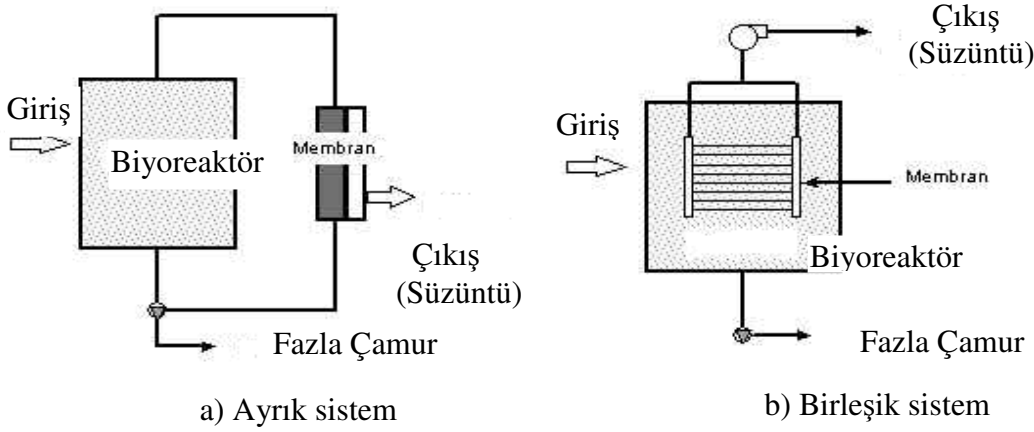 Giriş
Biyoreaktör
Membran
Çıkış
(Süzüntü)
Fazla Çamur
a) Ayrık sistem
Çıkış
(Süzüntü)
Giriş
Membran
Biyoreaktör
Fazla Çamur
b) Birleşik sistem